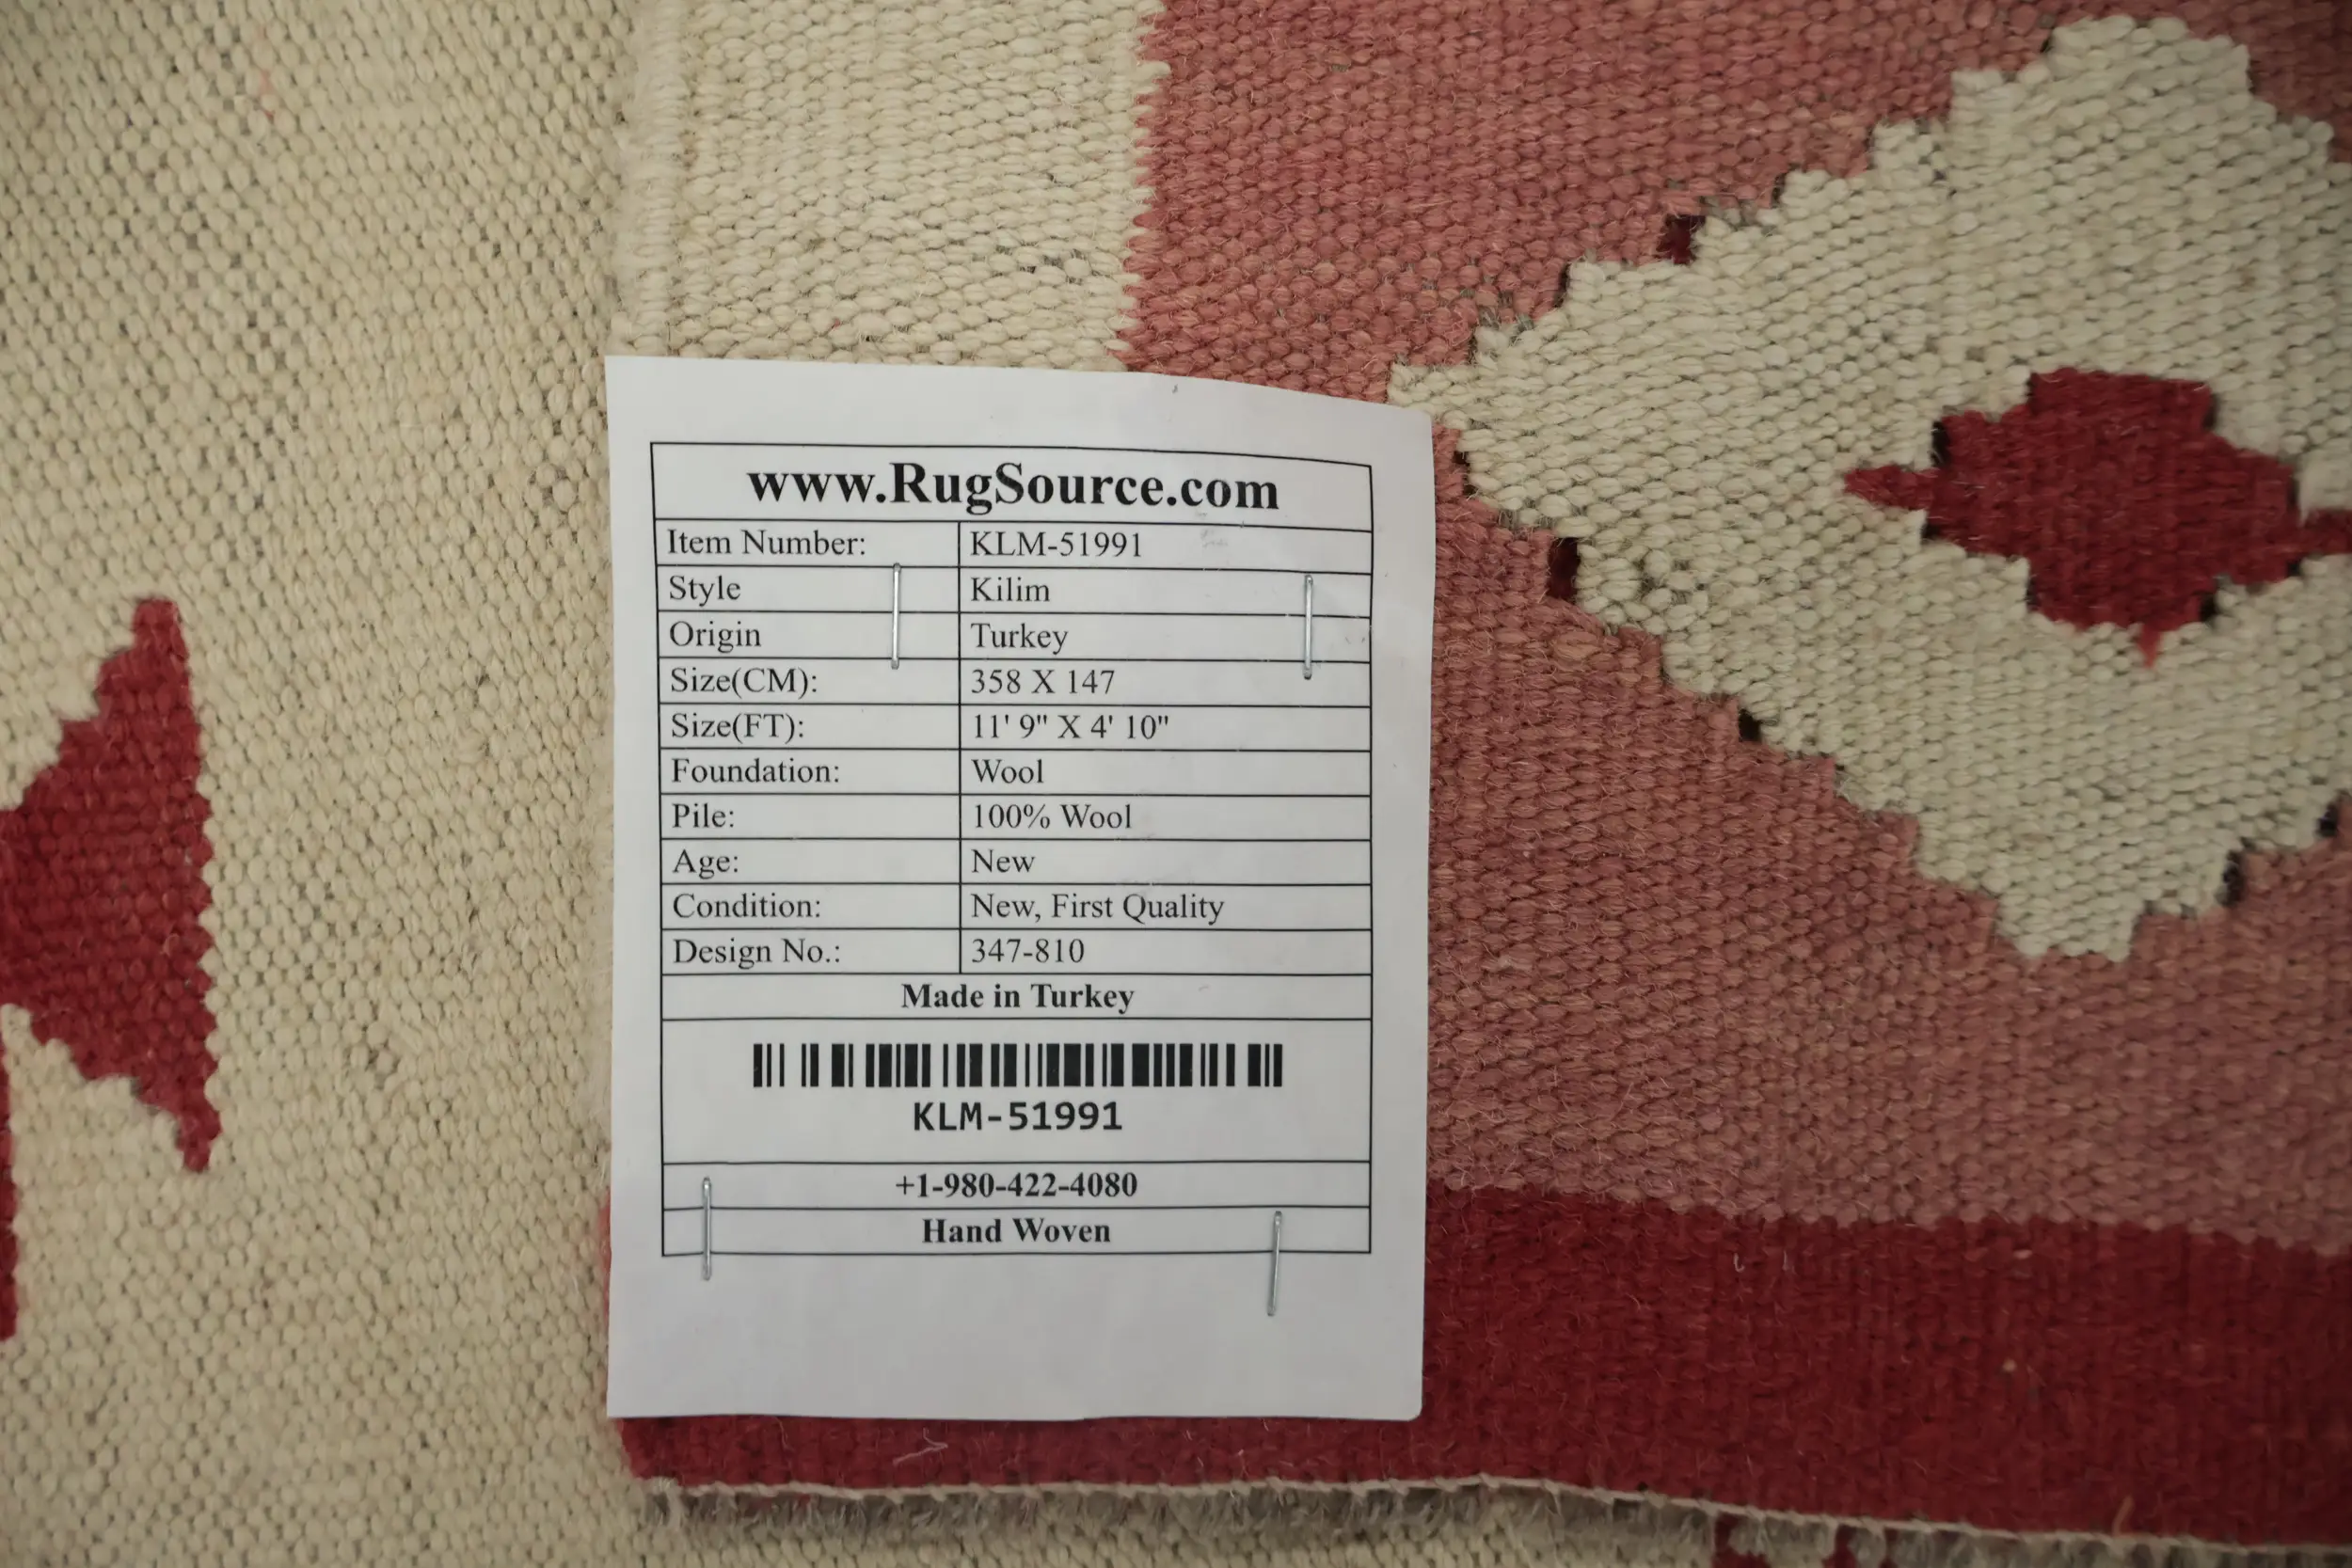 www.RugSource.com
Item Number: KLM-51991
Style Kilim
Origin Turkey
Size(CM): 358 X 147
Size(FT): 11' 9" X 4' 10"
Foundation: Wool
Pile: 100% Wool
Age: New
Condition: New, First Quality
Design No.: 347-810
Made in Turkey
KLM-51991
+1-980-422-4080
Hand Woven